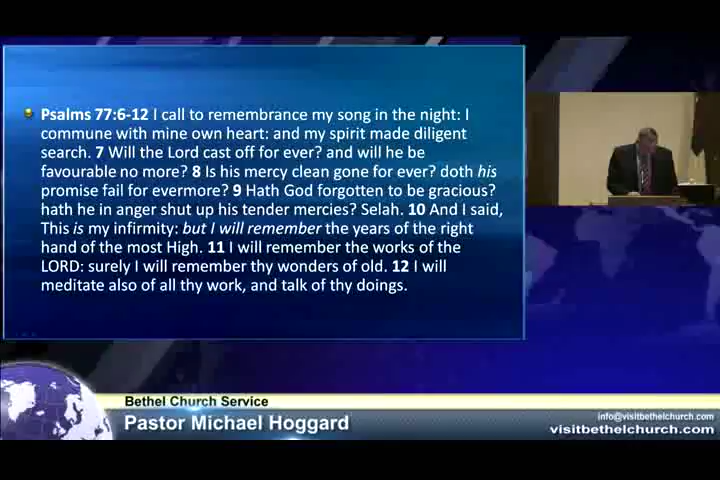 Psalms 77:6-12 I call to remembrance my song in the night: I
commune with mine own heart: and my spirit made diligent
search. 7 Will the Lord cast off for ever? and will he be
favourable no more? 8 Is his mercy clean gone for ever? doth his
promise fail for evermore? 9 Hath God forgotten to be gracious?
hath he in anger shut up his tender mercies? Selah. 10 And I said,
This is my infirmity: but I will remember the years of the right
hand of the most High. 11 I will remember the works of the
LORD: surely I will remember thy wonders of old. 12 I will
meditate also of all thy work, and talk of thy doings.
Bethel Church Service
Pastor Michael Hoggard
info@visitbethelchurch.com
visitbethelchurch.com